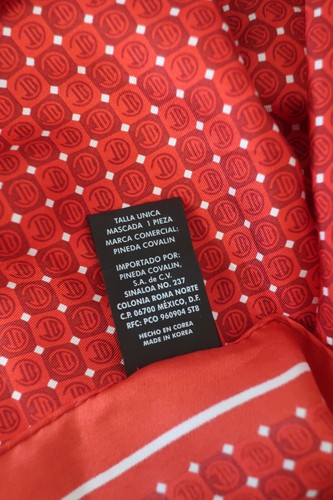 TALLA UNICA
MASCADA 1 PIEZA
MARCA COMERCIAL:
PINEDA COVALIN
IMPORTADO POR:
PINEDA COVALIN,
S.A. de C.V.
SINALOA NO. 237
COLONIA ROMA NORTE
C.P. 06700 MÉXICO, D.F.
RFC: PCO 960904 ST8
HECHO EN COREA
MADE IN KOREA